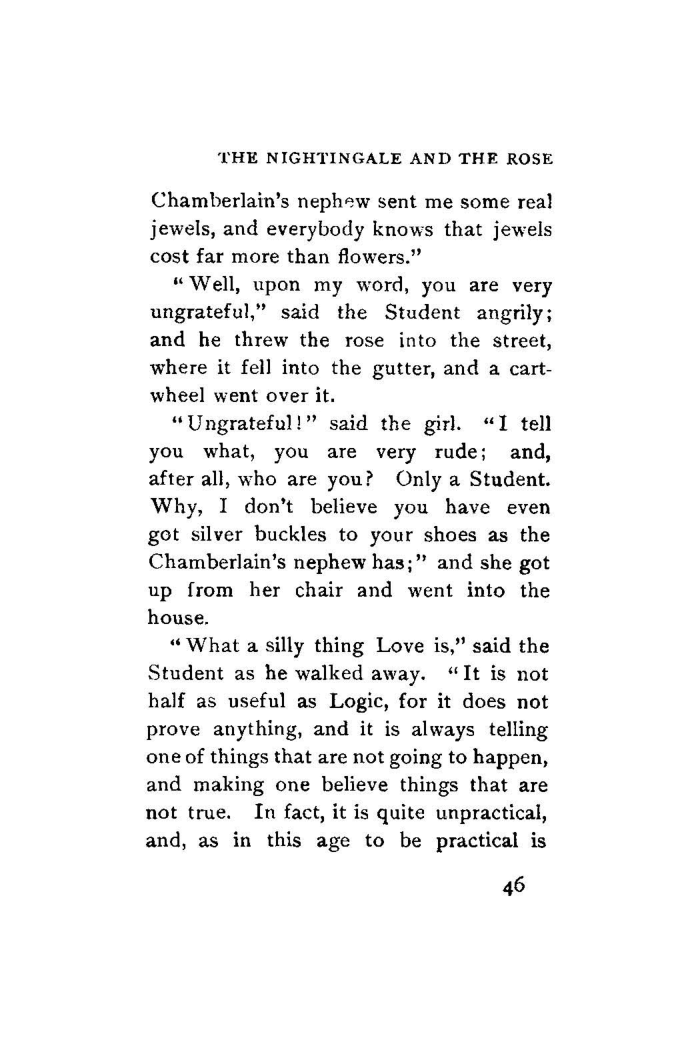 THE NIGHTINGALE AND THE ROSE
Chamberlain's nephew sent me some real
jewels, and everybody knows that jewels
cost far more than flowers."
"Well, upon my word, you are very
ungrateful," said the Student angrily;
and he threw the rose into the street,
where it fell into the gutter, and a cart-
wheel went over it.
"Ungrateful!" said the girl. "I tell
you what, you are very rude; and,
after all, who are you? Only a Student.
Why, I don't believe you have even
got silver buckles to your shoes as the
Chamberlain's nephew has;" and she got
up from her chair and went into the
house.
"What a silly thing Love is," said the
Student as he walked away. "It is not
half as useful as Logic, for it does not
prove anything, and it is always telling
one of things that are not going to happen,
and making one believe things that are
not true. In fact, it is quite unpractical,
and, as in this age to be practical is
46